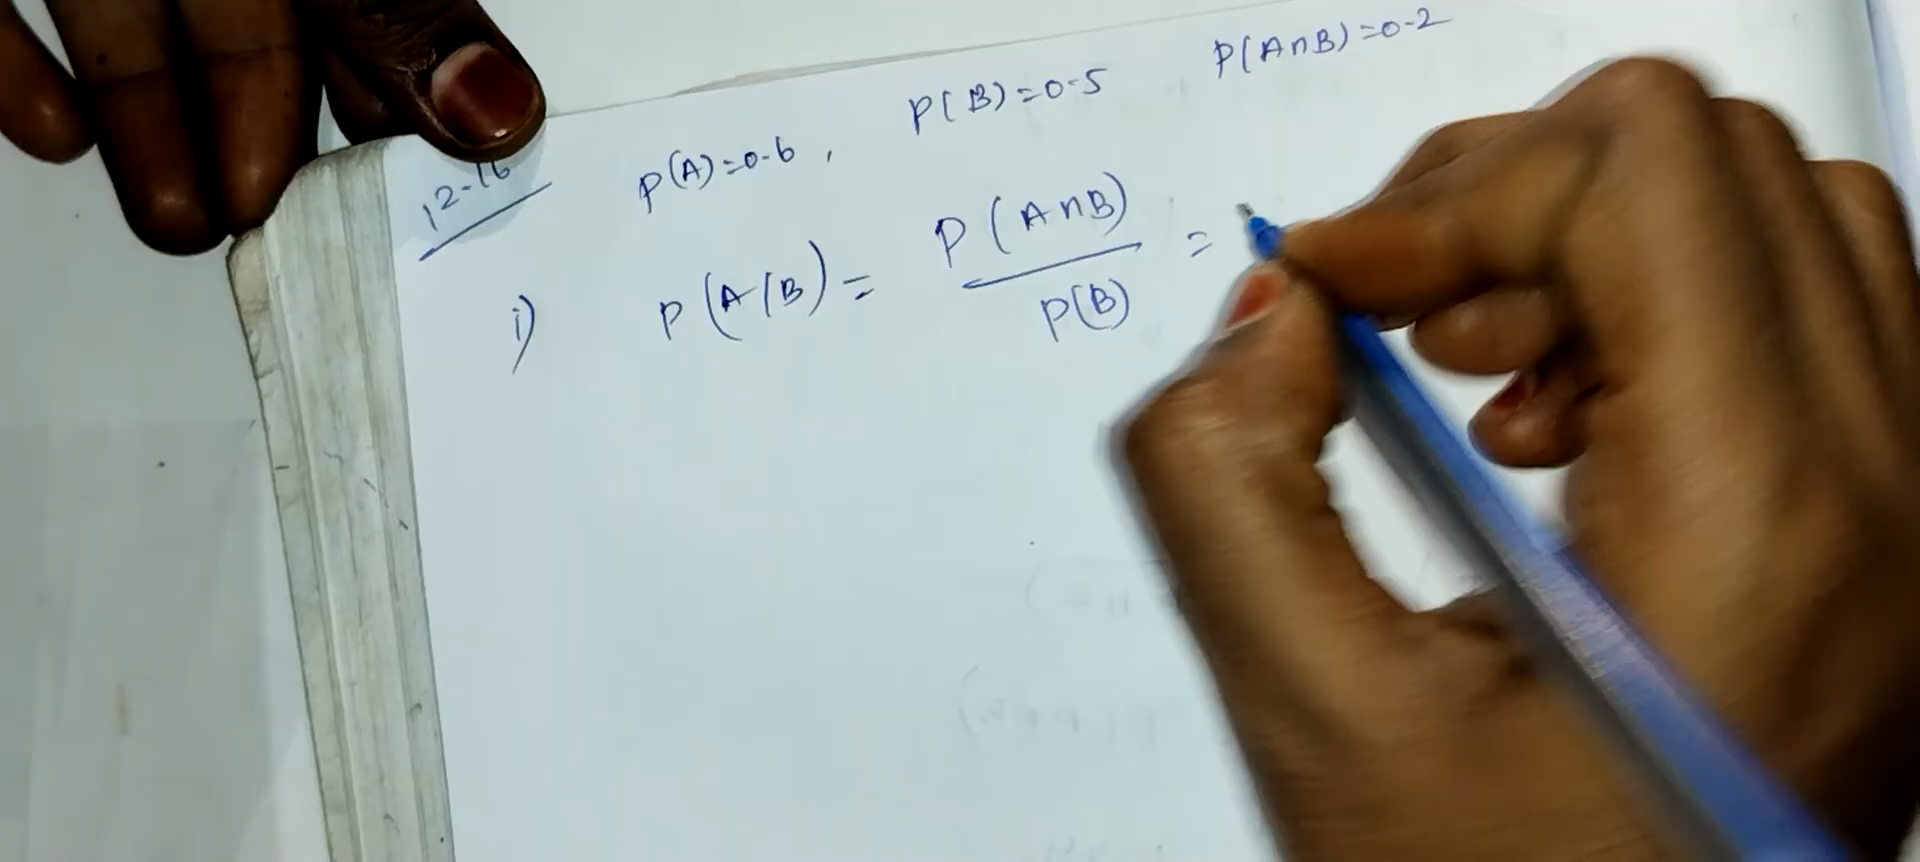 12-16 P(A)=0.6, P(B)=0.5 P(A∩B)=0.2
i) P(A/B) = P(A∩B) / P(B) =